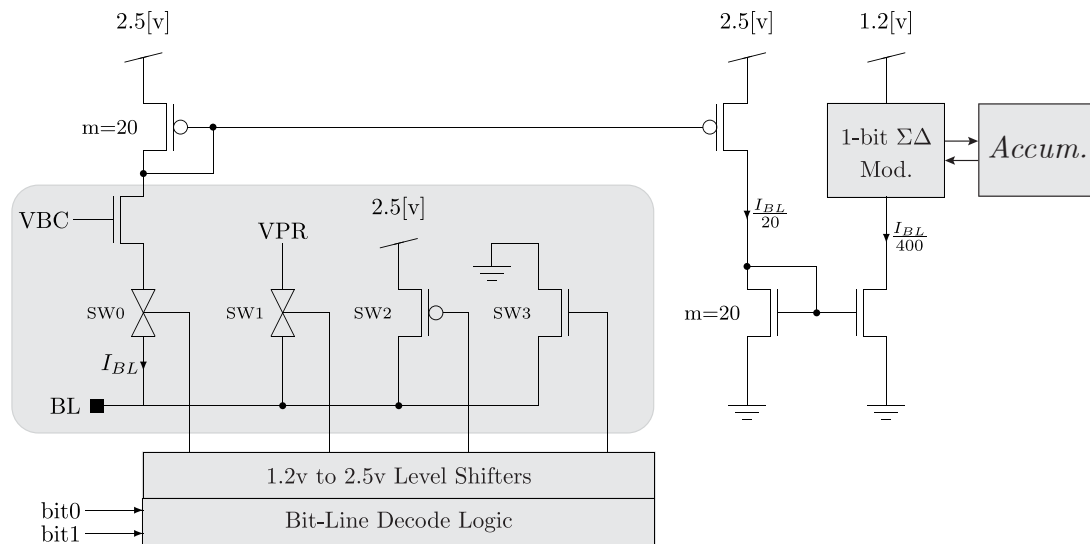 2.5[v]
2.5[v]
1.2[v]
m=20
1-bit ΣΔ
Mod.
Accum.
VBC
2.5[v]
VPR
I_BL/20
I_BL/400
SW0
SW1
SW2
SW3
m=20
I_BL
BL
1.2v to 2.5v Level Shifters
bit0
bit1
Bit-Line Decode Logic